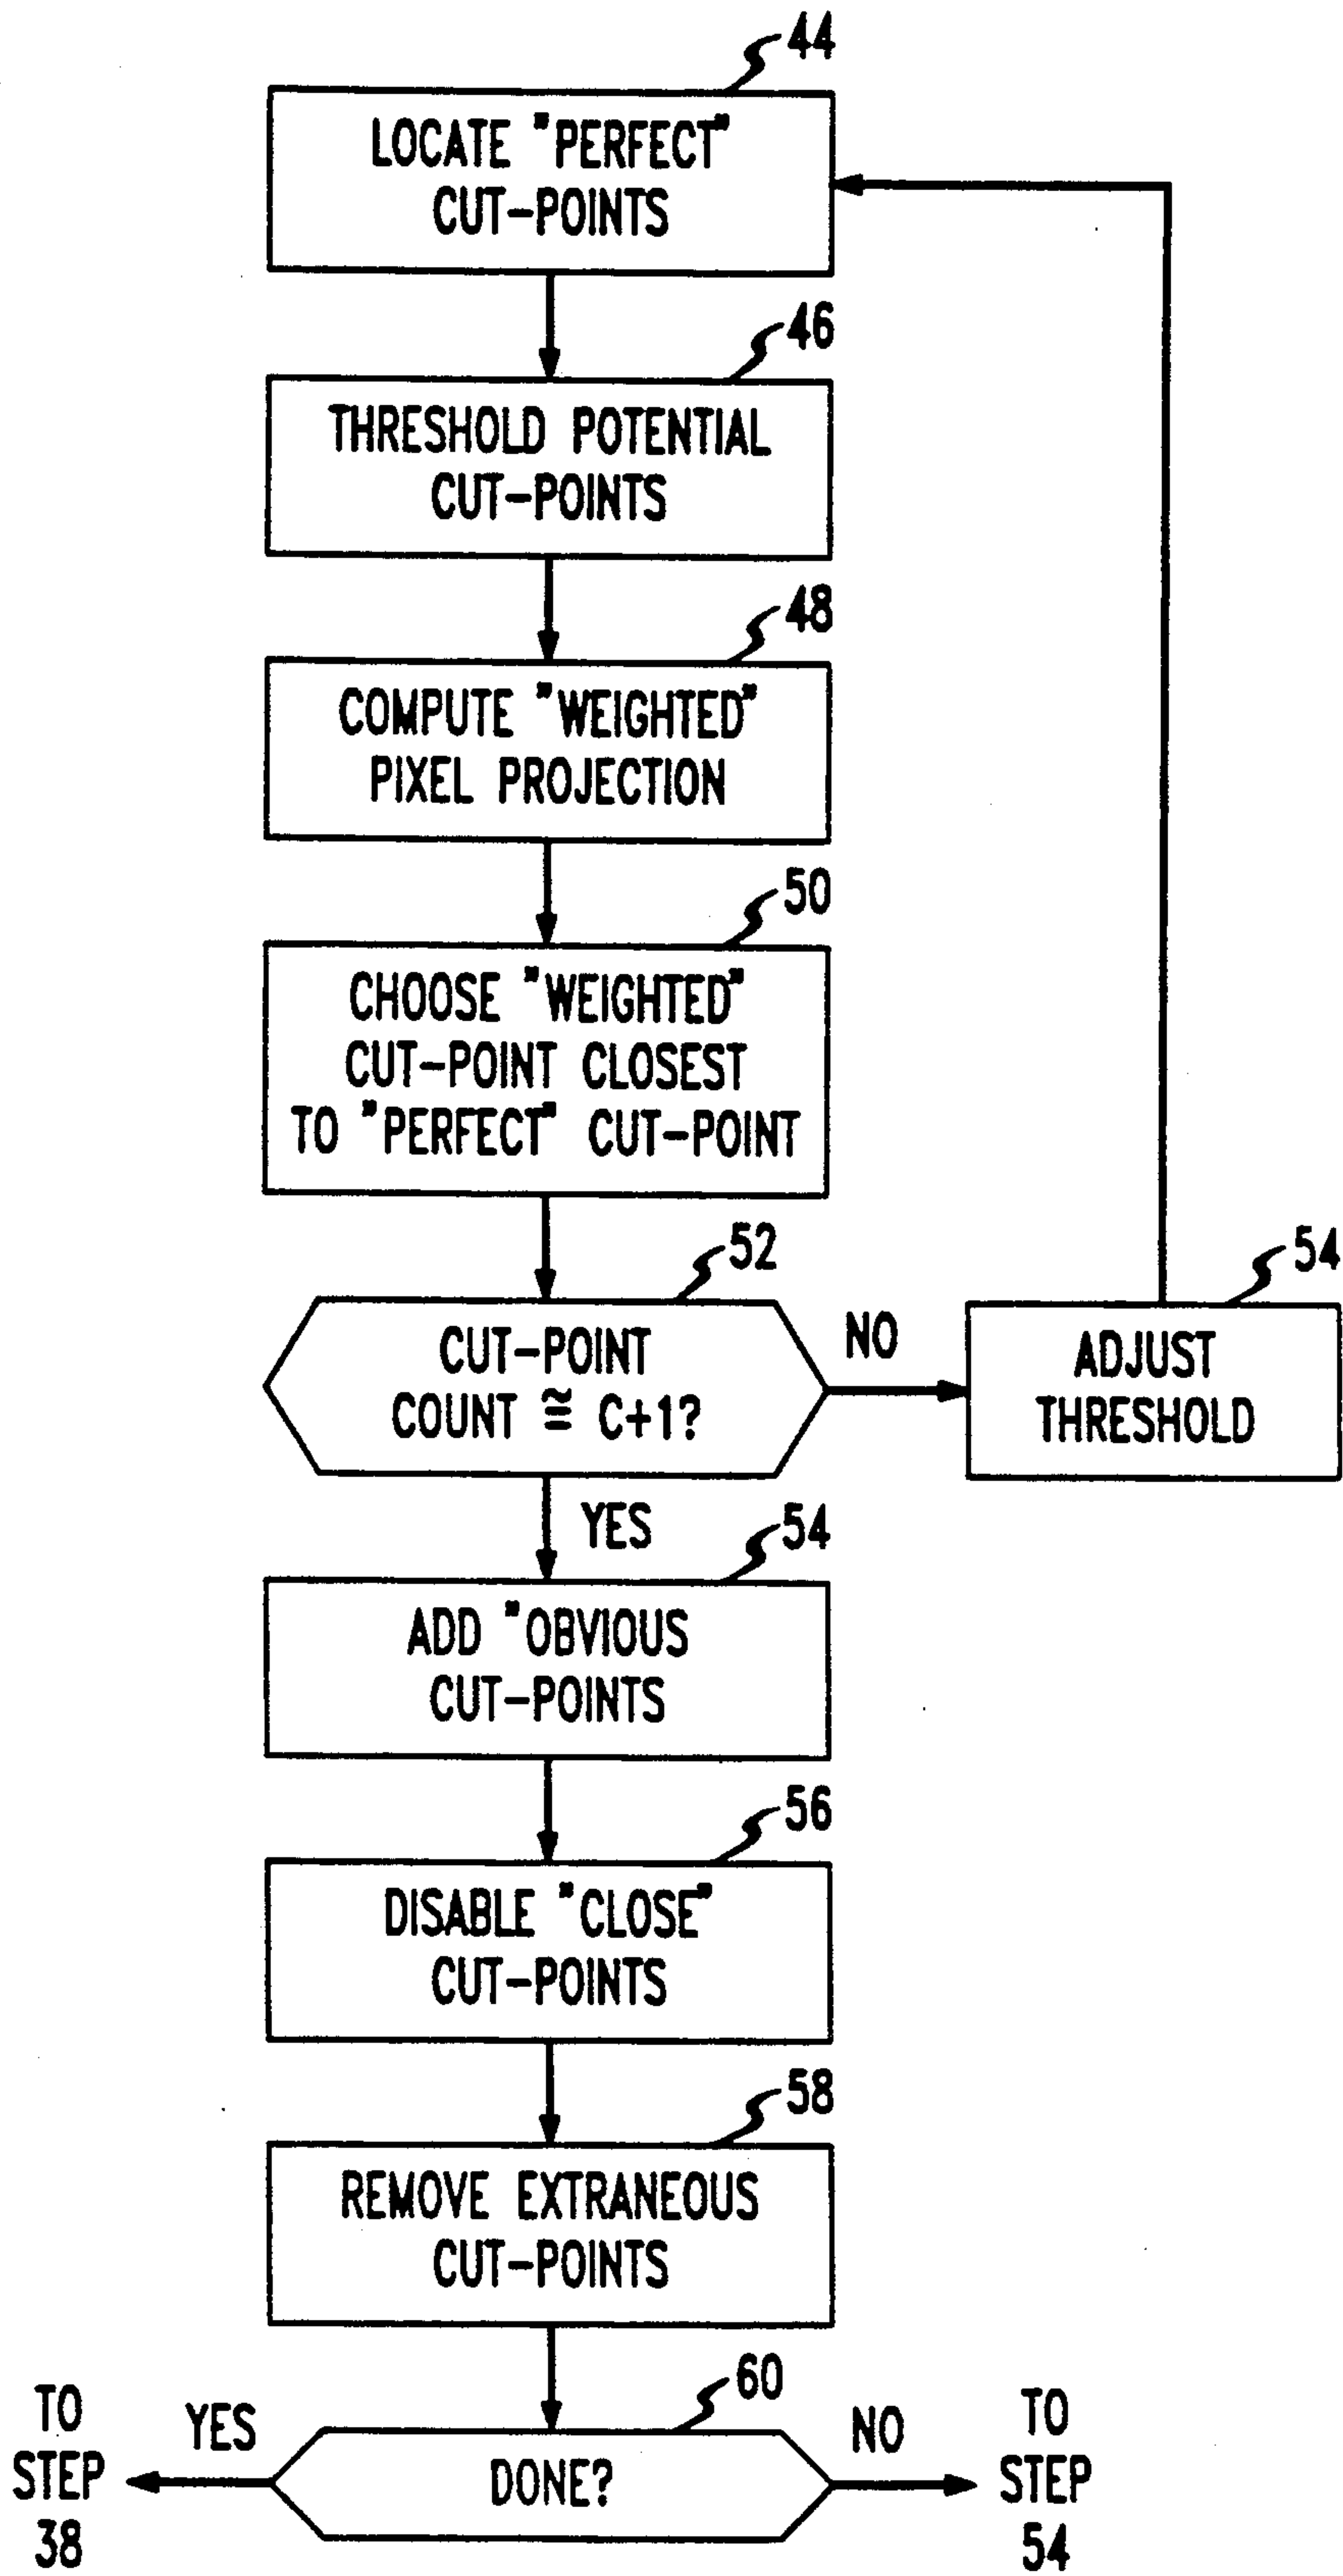 44
LOCATE "PERFECT"
CUT-POINTS
46
THRESHOLD POTENTIAL
CUT-POINTS
48
COMPUTE "WEIGHTED"
PIXEL PROJECTION
50
CHOOSE "WEIGHTED"
CUT-POINT CLOSEST
TO "PERFECT" CUT-POINT
52
CUT-POINT
COUNT ≅ C+1?
NO
54
ADJUST
THRESHOLD
YES
54
ADD "OBVIOUS
CUT-POINTS
56
DISABLE "CLOSE"
CUT-POINTS
58
REMOVE EXTRANEOUS
CUT-POINTS
60
DONE?
YES
TO
STEP
38
NO
TO
STEP
54